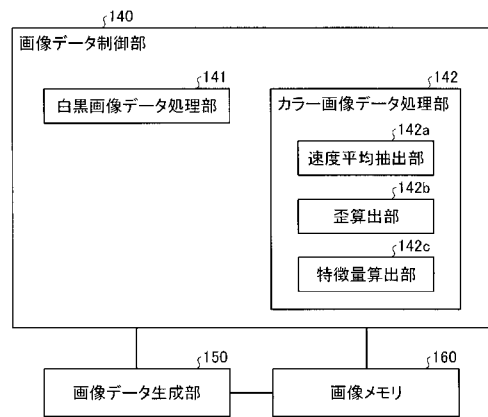 140
画像データ制御部
141
白黒画像データ処理部
142
カラー画像データ処理部
142a
速度平均抽出部
142b
歪算出部
142c
特徴量算出部
150
画像データ生成部
160
画像メモリ